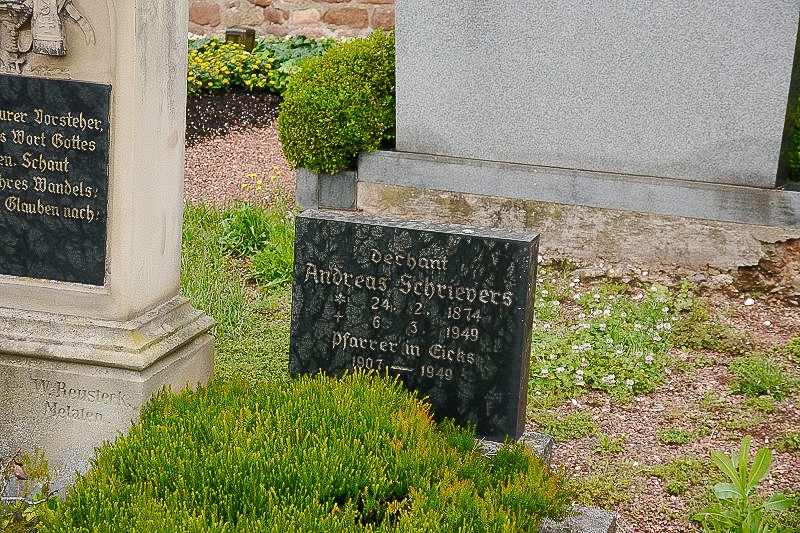 urer Vorsteher,
s Wort Gottes
en. Schaut
hres Wandels,
Glauben nach:
W. Reusterk
Melaten
Dechant
Andreas Schrievers
* 24. 2. 1874
+ 6. 3. 1949
Pfarrer in Eicks
1907 — 1949